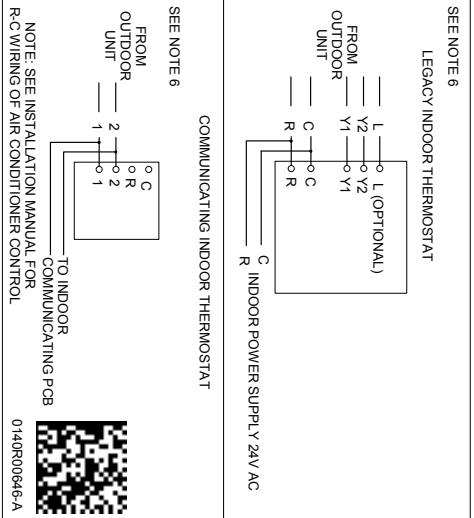 SEE NOTE 6
LEGACY INDOOR THERMOSTAT
L L (OPTIONAL)
Y2 Y2
Y1 Y1
FROM
OUTDOOR
UNIT
C C
R R
C INDOOR POWER SUPPLY 24V AC
R
SEE NOTE 6
COMMUNICATING INDOOR THERMOSTAT
FROM
OUTDOOR
UNIT
C
R
2 2
1 1
TO INDOOR
COMMUNICATING PCB
NOTE: SEE INSTALLATION MANUAL FOR
R-C WIRING OF AIR CONDITIONER CONTROL
0140R00646-A